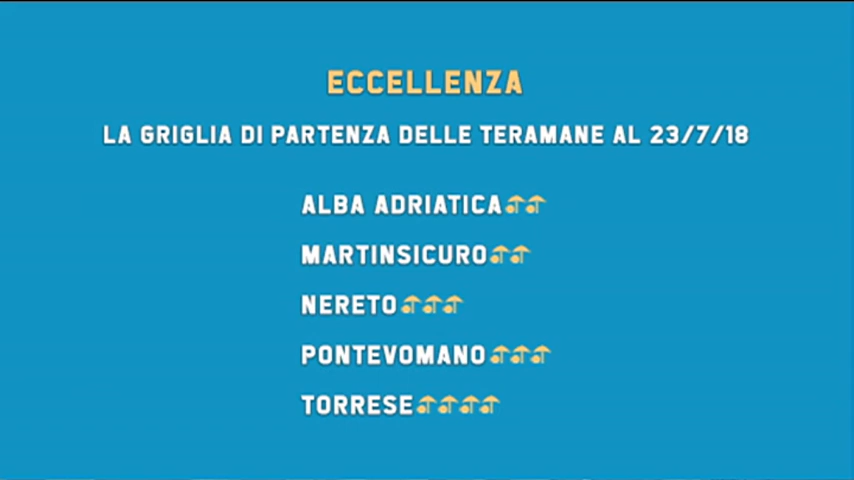 ECCELLENZA
LA GRIGLIA DI PARTENZA DELLE TERAMANE AL 23/7/18
ALBA ADRIATICA
MARTINSICURO
NERETO
PONTEVOMANO
TORRESE